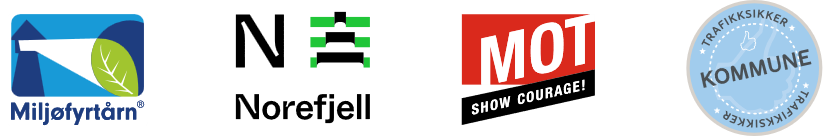 Miljøfyrtårn®
N
Norefjell
MOT
SHOW COURAGE!
TRAFIKKSIKKER
KOMMUNE
TRAFIKKSIKKER